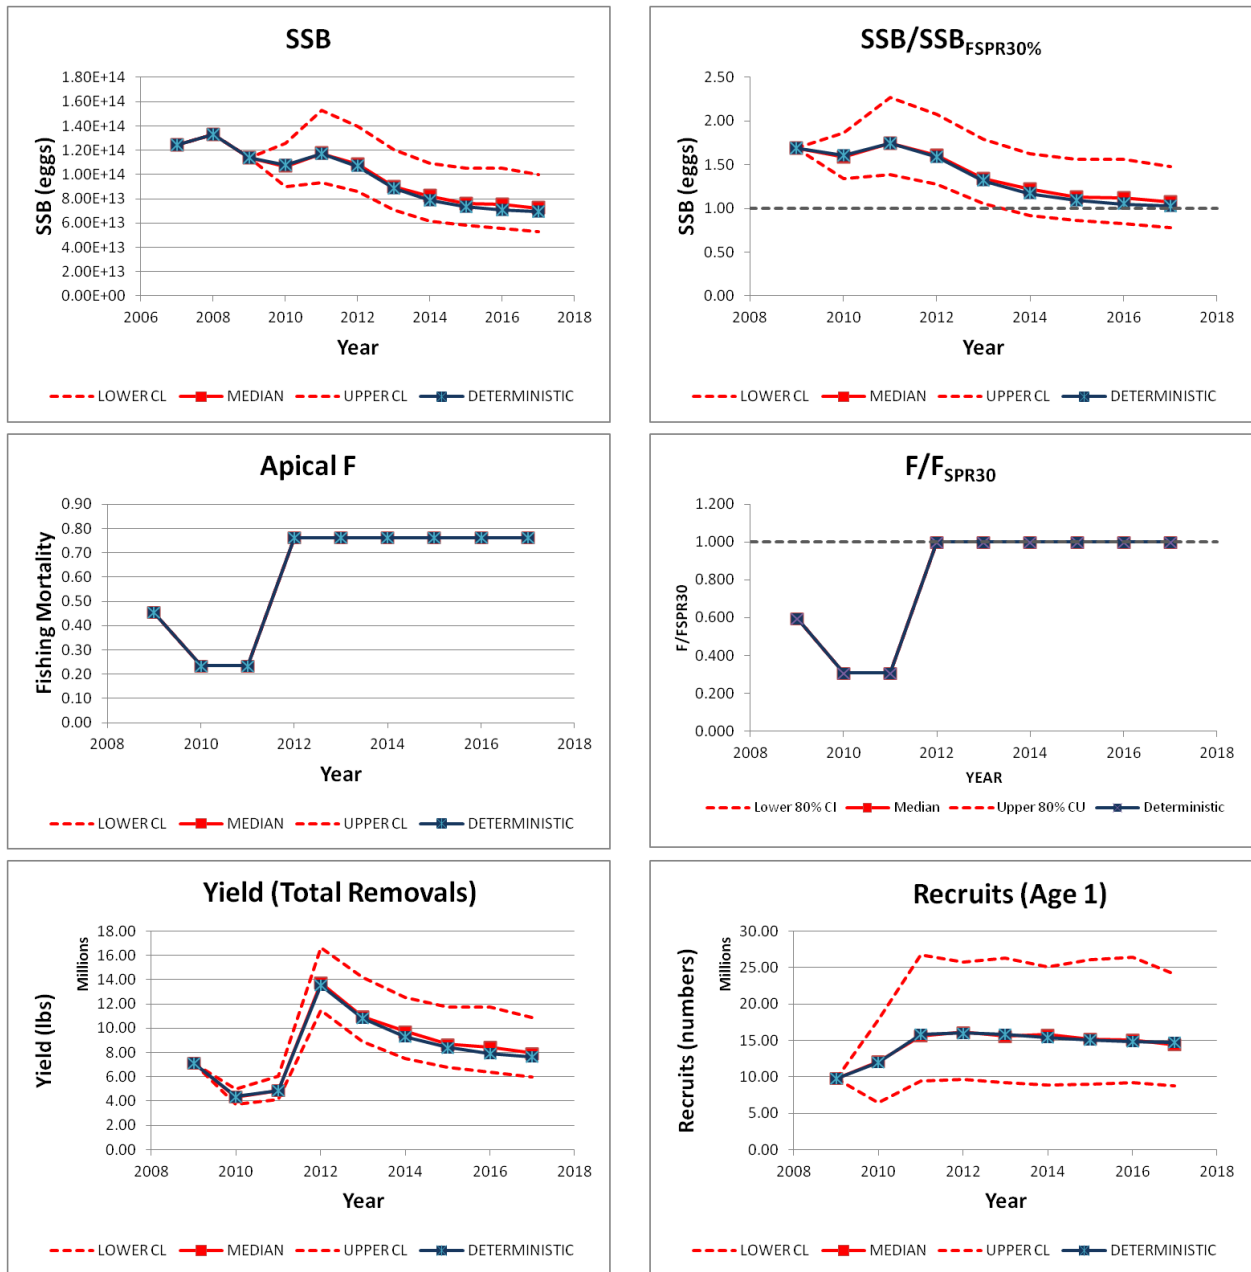 SSB
SSB (eggs)
1.80E+14
1.60E+14
1.40E+14
1.20E+14
1.00E+14
8.00E+13
6.00E+13
4.00E+13
2.00E+13
0.00E+00
2006 2008 2010 2012 2014 2016 2018
Year
LOWER CL MEDIAN UPPER CL DETERMINISTIC
SSB/SSBFSPR30%
SSB (eggs)
2.50
2.00
1.50
1.00
0.50
0.00
2008 2010 2012 2014 2016 2018
Year
LOWER CL MEDIAN UPPER CL DETERMINISTIC
Apical F
Fishing Mortality
0.90
0.80
0.70
0.60
0.50
0.40
0.30
0.20
0.10
0.00
2008 2010 2012 2014 2016 2018
Year
LOWER CL MEDIAN UPPER CL DETERMINISTIC
F/FSPR30
F/FSPR30
1.200
1.000
0.800
0.600
0.400
0.200
0.000
2008 2010 2012 2014 2016 2018
YEAR
Lower 80% CI Median Upper 80% CU Deterministic
Yield (Total Removals)
Yield (lbs)
Millions
18.00
16.00
14.00
12.00
10.00
8.00
6.00
4.00
2.00
0.00
2008 2010 2012 2014 2016 2018
Year
LOWER CL MEDIAN UPPER CL DETERMINISTIC
Recruits (Age 1)
Recruits (numbers)
Millions
30.00
25.00
20.00
15.00
10.00
5.00
0.00
2008 2010 2012 2014 2016 2018
Year
LOWER CL MEDIAN UPPER CL DETERMINISTIC